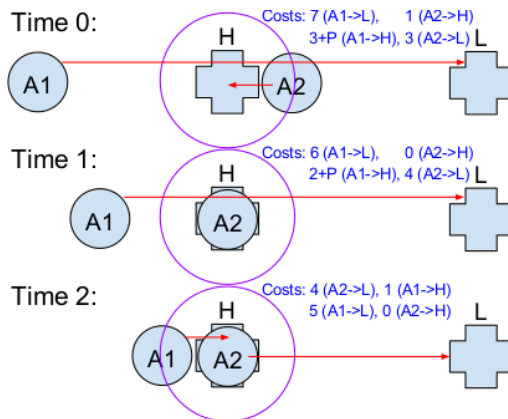 Time 0:
Costs: 7 (A1->L), 1 (A2->H)
3+P (A1->H), 3 (A2->L)
H
L
A1
A2
Time 1:
Costs: 6 (A1->L), 0 (A2->H)
2+P (A1->H), 4 (A2->L)
H
L
A1
A2
Time 2:
Costs: 4 (A2->L), 1 (A1->H)
5 (A1->L), 0 (A2->H)
H
L
A1
A2